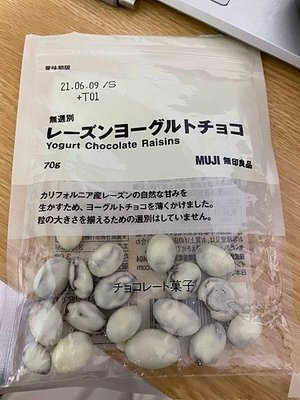 賞味期限
21.06.09/S
+T01
無選別
レーズンヨーグルトチョコ
Yogurt Chocolate Raisins
70g
MUJI 無印良品
カリフォルニア産レーズンの自然な甘みを
生かすため、ヨーグルトチョコを薄くかけました。
粒の大きさを揃えるための選別はしていません。
チョコレート菓子